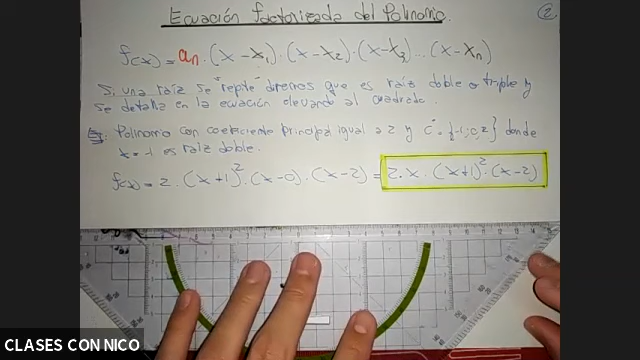 Ecuación factorizada del Polinomio.
2
f(x) = an . (x - x1) . (x - x2) . (x - x3) ... (x - xn)
Si una raíz se "repite" diremos que es raíz doble o triple y
se detalla en la ecuación elevando al cuadrado.
Ej: Polinomio con coeficiente principal igual a 2 y C° = {-1; 0; 2} donde
x = -1 es raíz doble.
f(x) = 2 . (x+1)² . (x-0) . (x-2) = 2 . x . (x+1)² . (x-2)
CLASES CON NICO